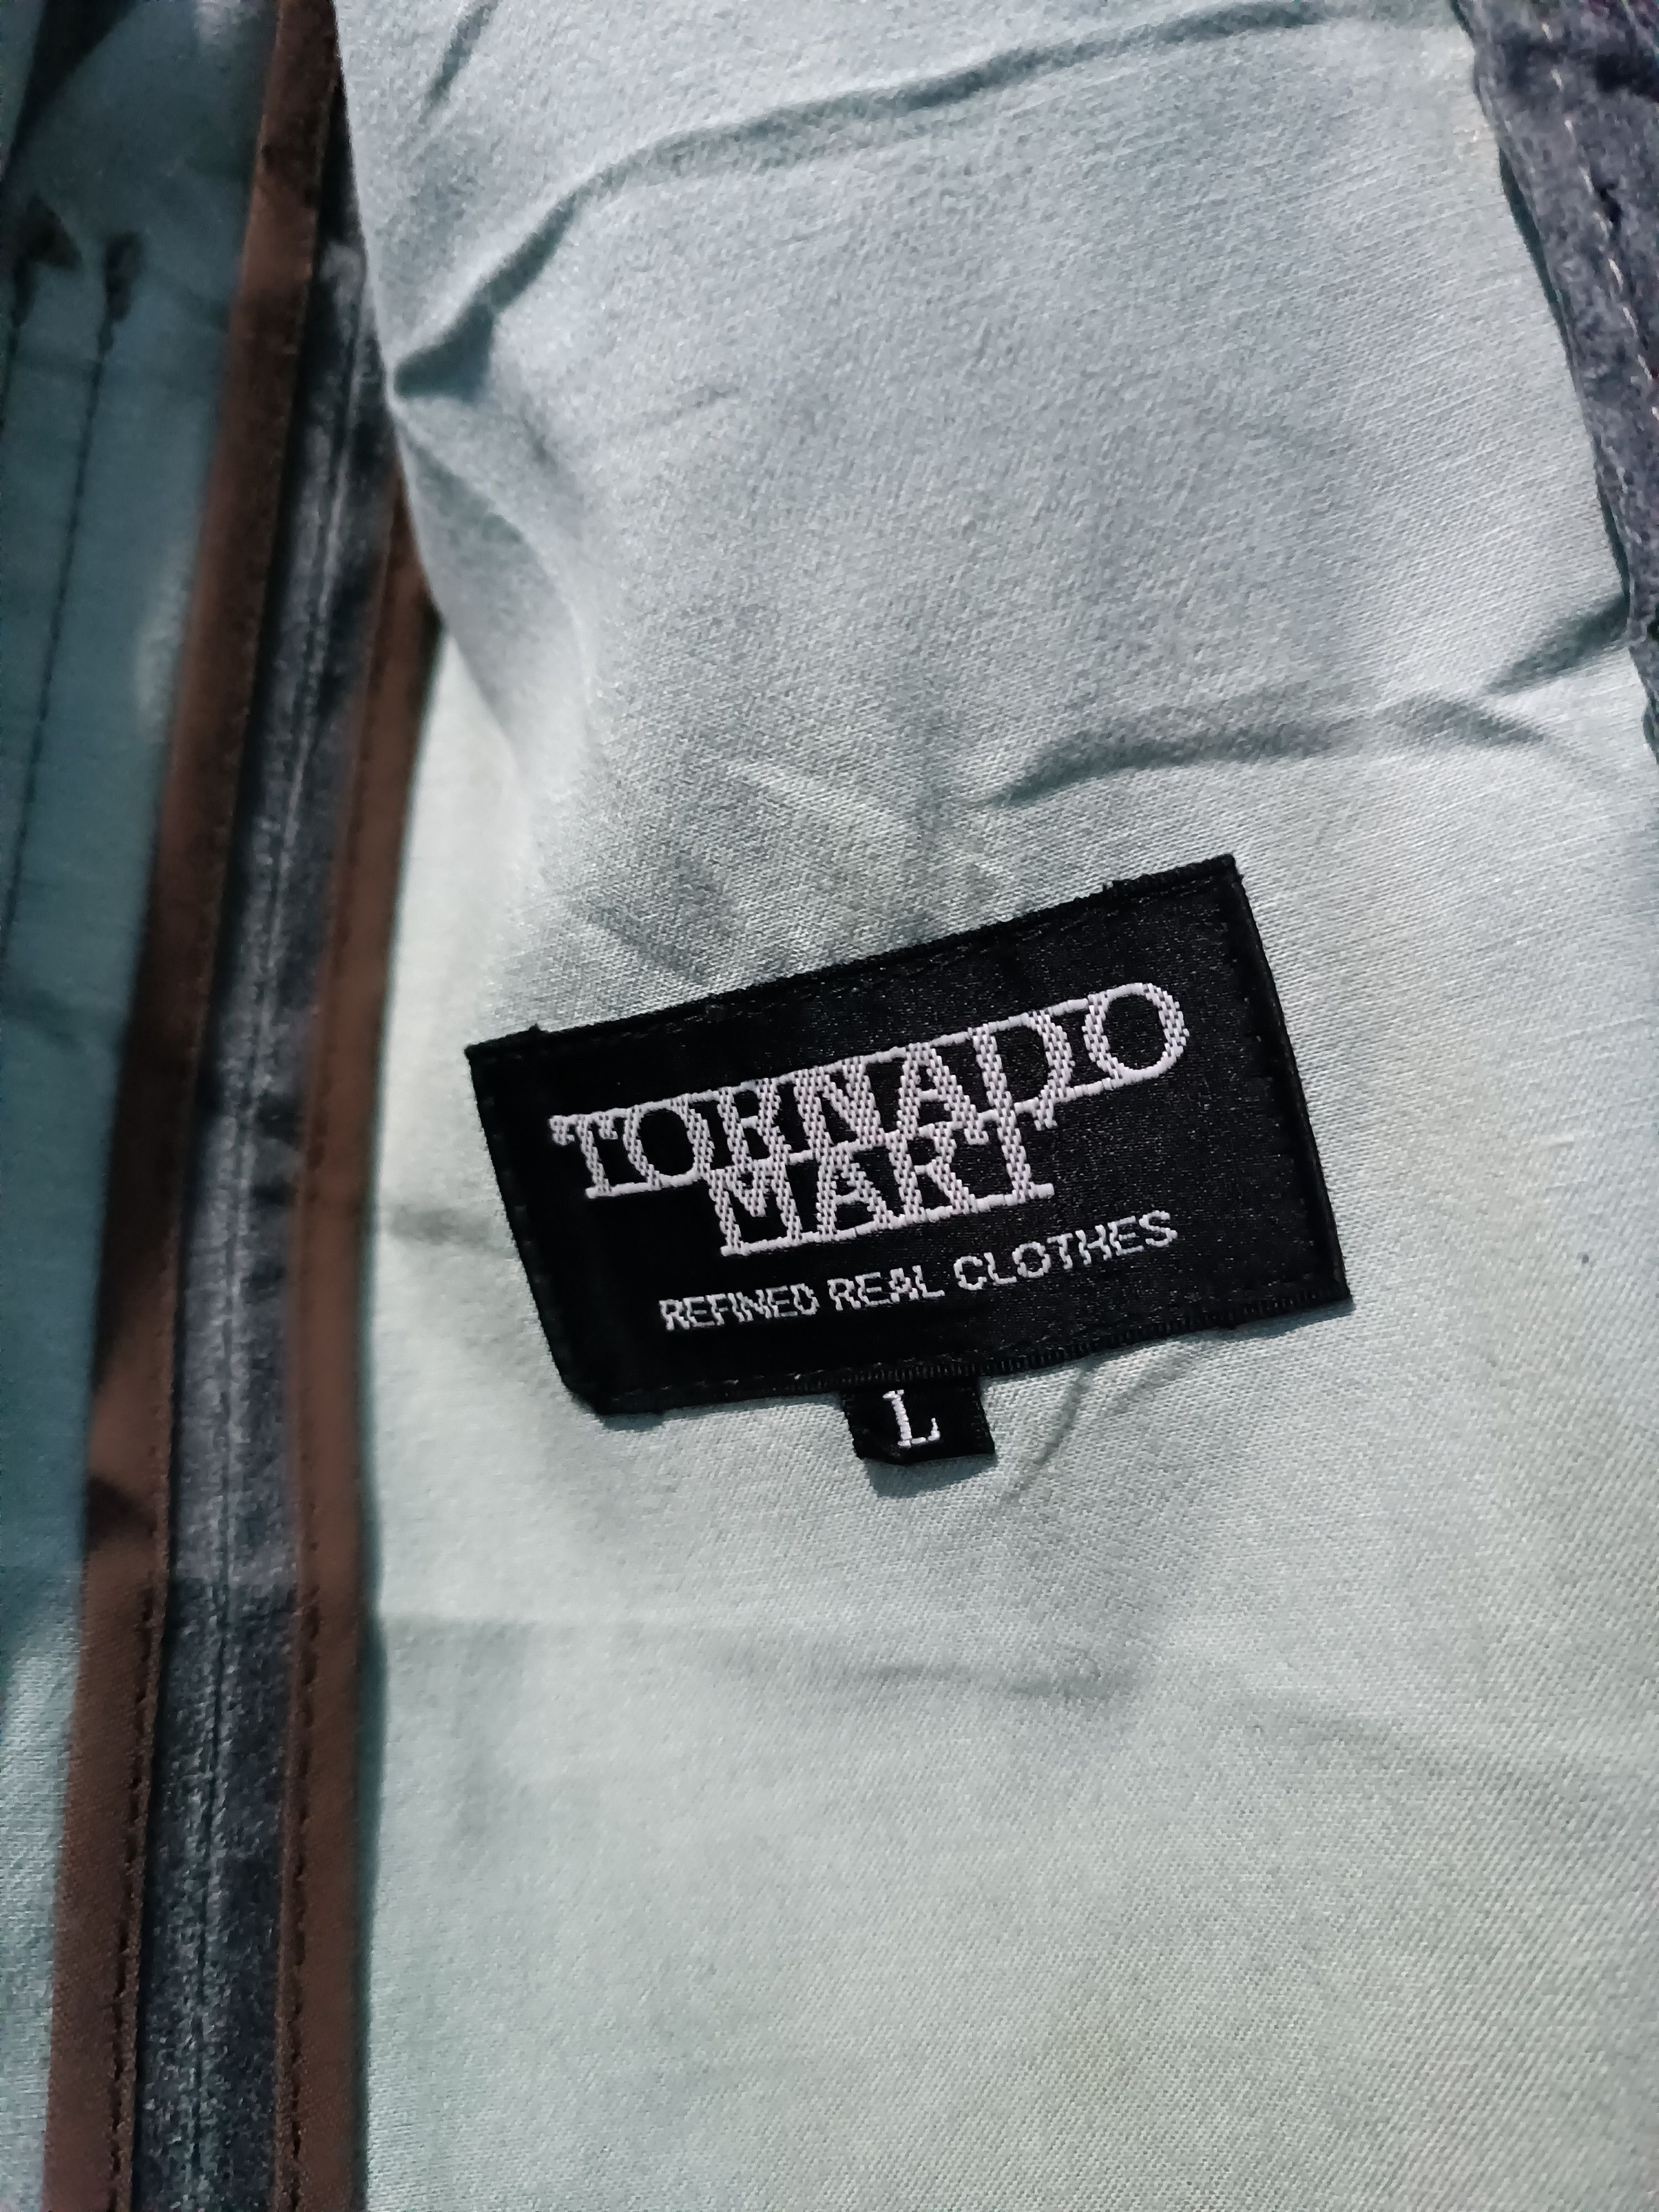 TORNADO
MART
REFINED REAL CLOTHES
L